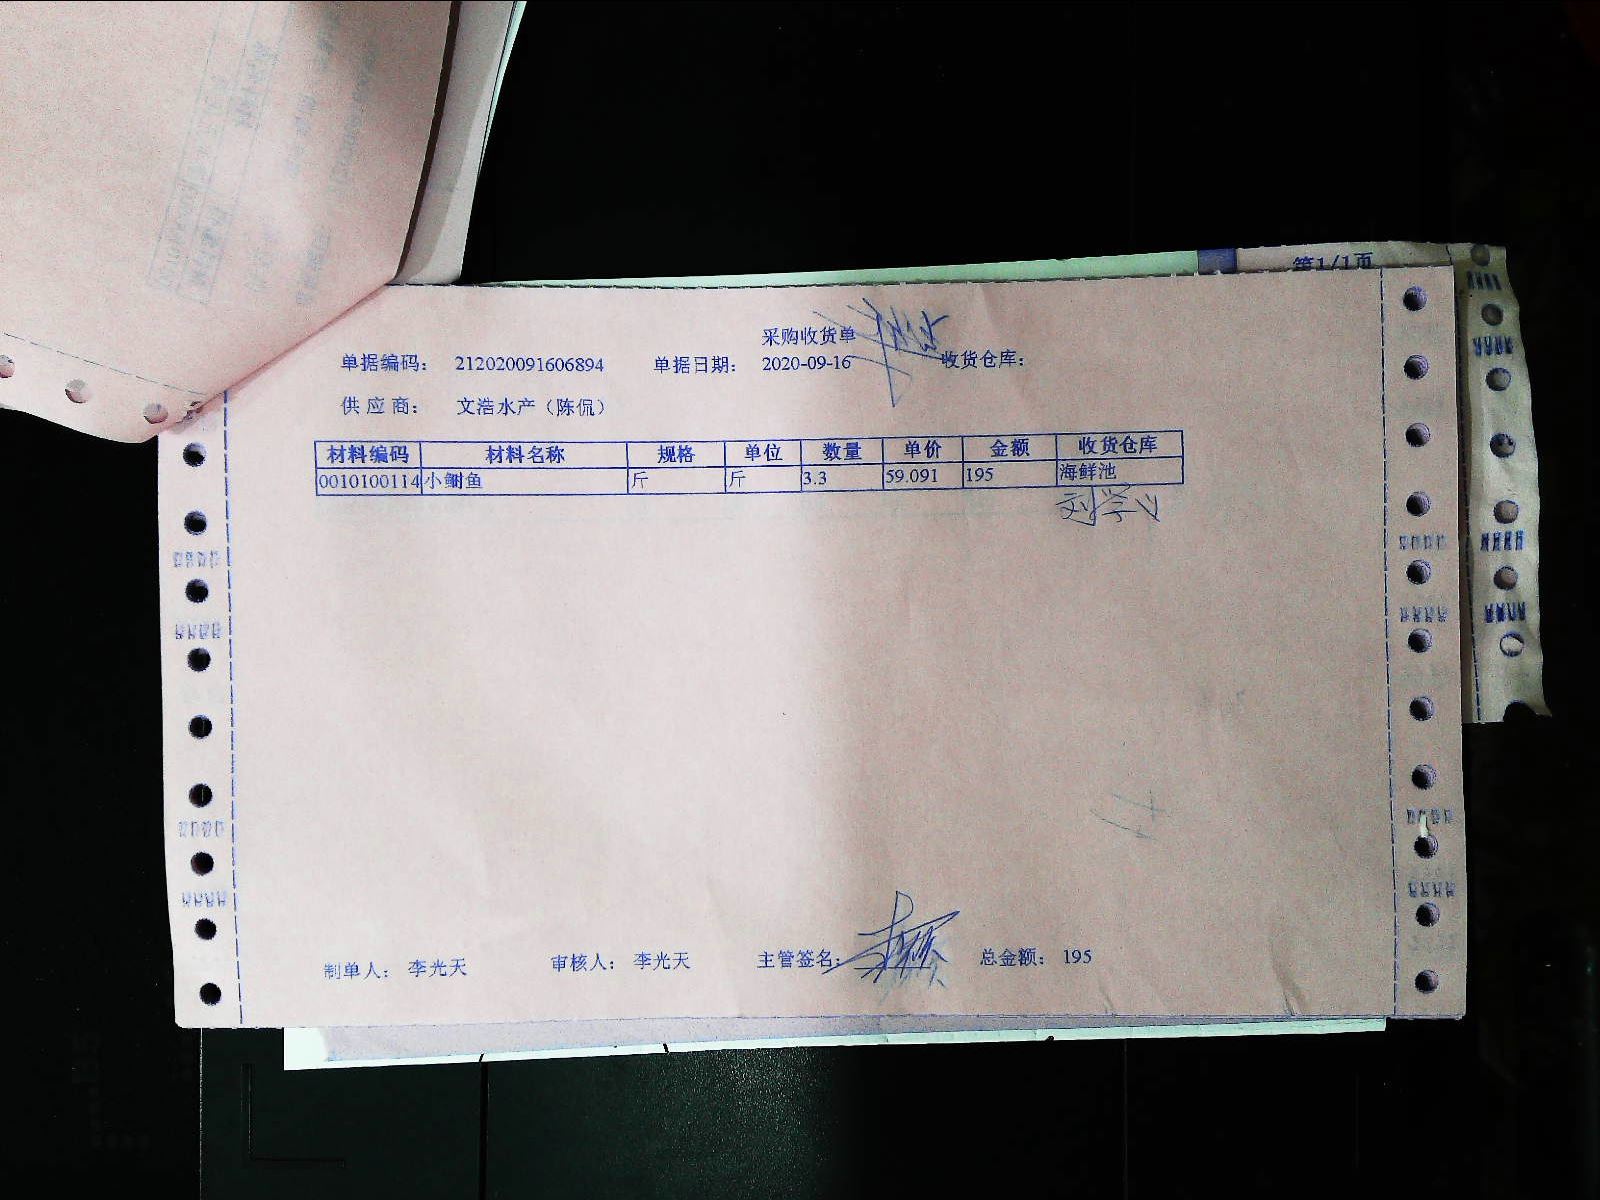 第1/1页
采购收货单
单据编码： 212020091606894 单据日期： 2020-09-16 收货仓库：
供 应 商： 文浩水产（陈侃）
材料编码 材料名称 规格 单位 数量 单价 金额 收货仓库
0010100114 小鲥鱼 斤 斤 3.3 59.091 195 海鲜池
刘学义
制单人： 李光天 审核人： 李光天 主管签名： 总金额： 195